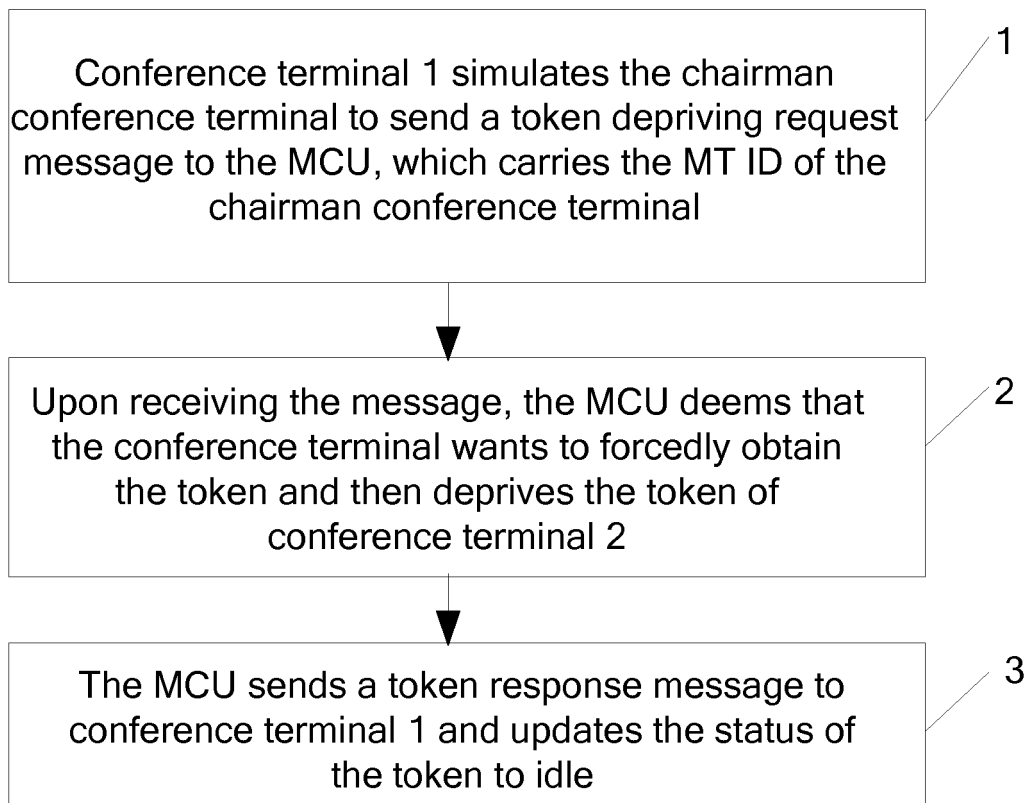 Conference terminal 1 simulates the chairman
conference terminal to send a token depriving request
message to the MCU, which carries the MT ID of the
chairman conference terminal
1
Upon receiving the message, the MCU deems that
the conference terminal wants to forcedly obtain
the token and then deprives the token of
conference terminal 2
2
The MCU sends a token response message to
conference terminal 1 and updates the status of
the token to idle
3